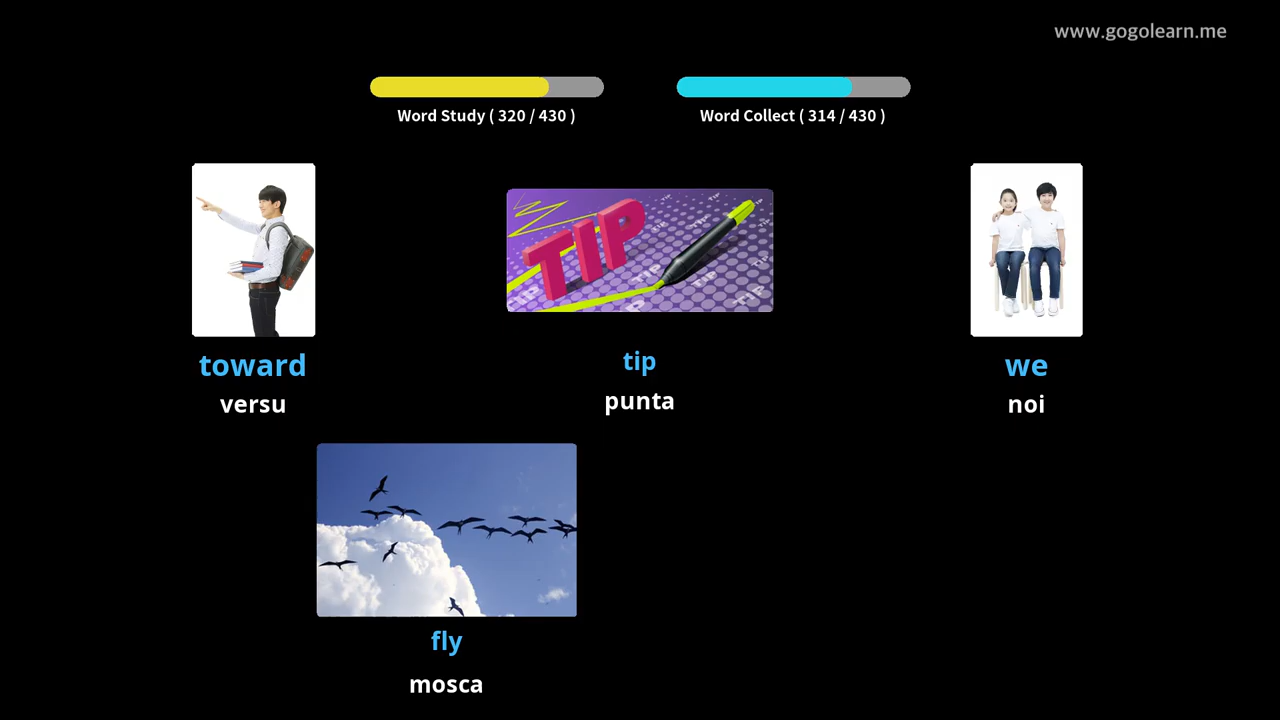 www.gogolearn.me
Word Study ( 320 / 430 )
Word Collect ( 314 / 430 )
TIP
toward
versu
tip
punta
we
noi
fly
mosca